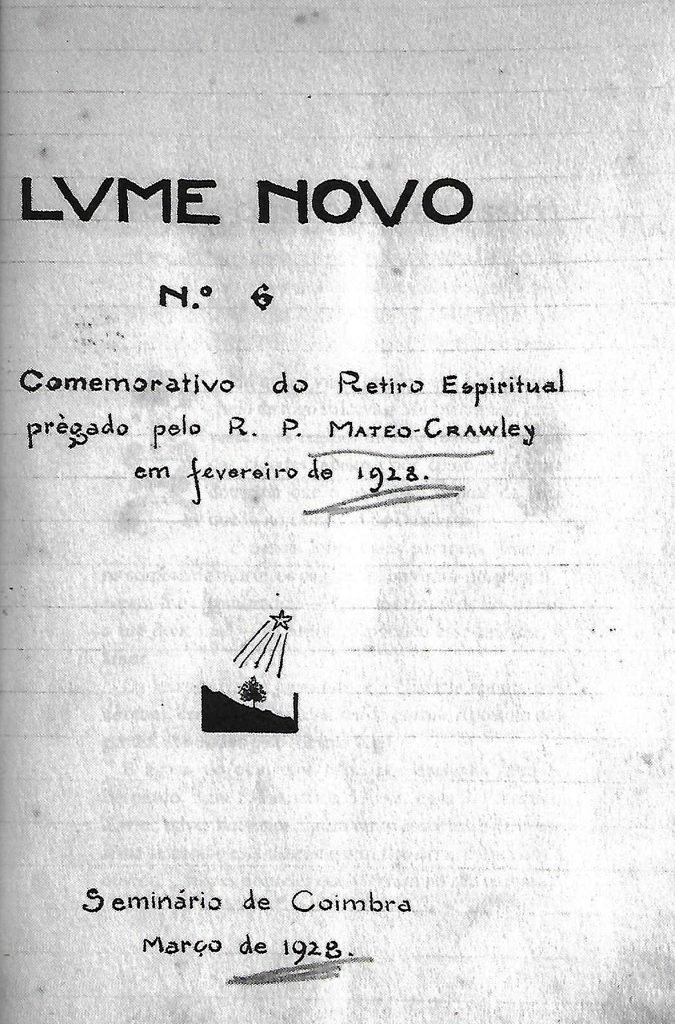 LVME NOVO
N.º 6
Comemorativo do Retiro Espiritual
prègado pelo R. P. MATEO-CRAWley
em fevereiro de 1928.
Seminário de Coimbra
Março de 1928.